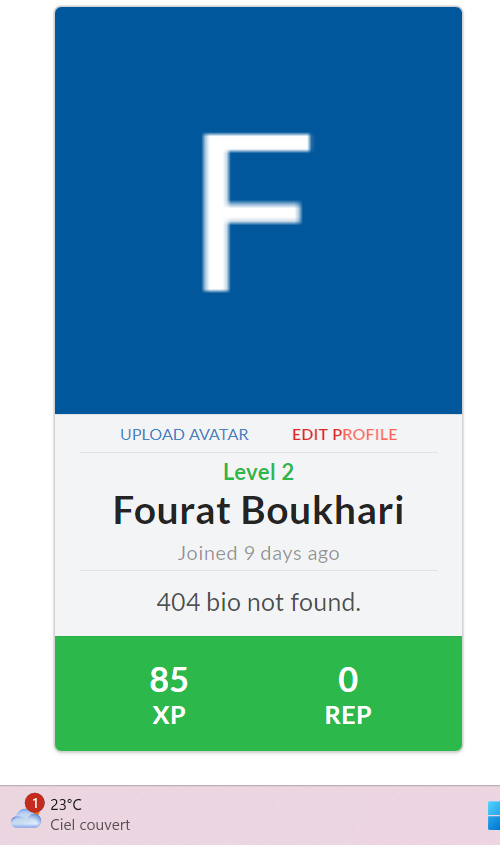 F
UPLOAD AVATAR EDIT PROFILE
Level 2
Fourat Boukhari
Joined 9 days ago
404 bio not found.
85 0
XP REP
1 23°C
Ciel couvert